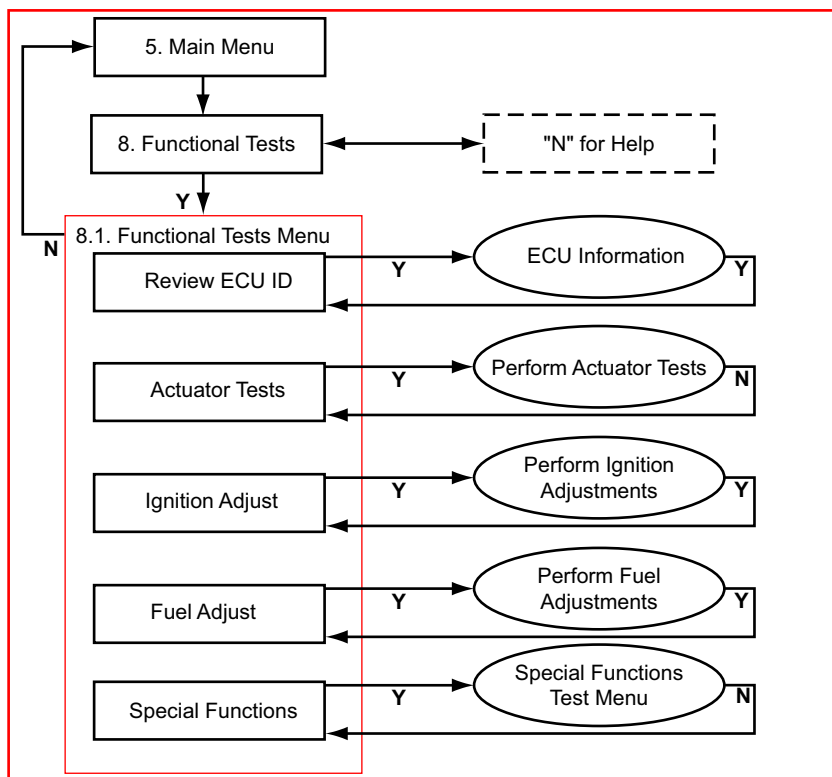 5. Main Menu
8. Functional Tests
"N" for Help
Y
N
8.1. Functional Tests Menu
Review ECU ID
Y
ECU Information
Y
Actuator Tests
Y
Perform Actuator Tests
N
Ignition Adjust
Y
Perform Ignition
Adjustments
Y
Fuel Adjust
Y
Perform Fuel
Adjustments
Y
Special Functions
Y
Special Functions
Test Menu
N